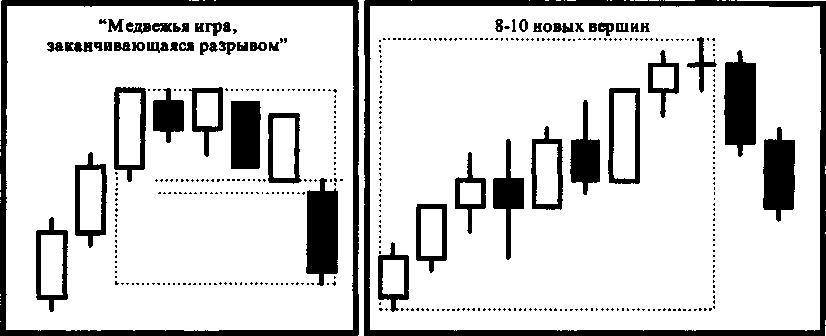 “Медвежья игра,
заканчивающаяся разрывом”
8-10 новых вершин